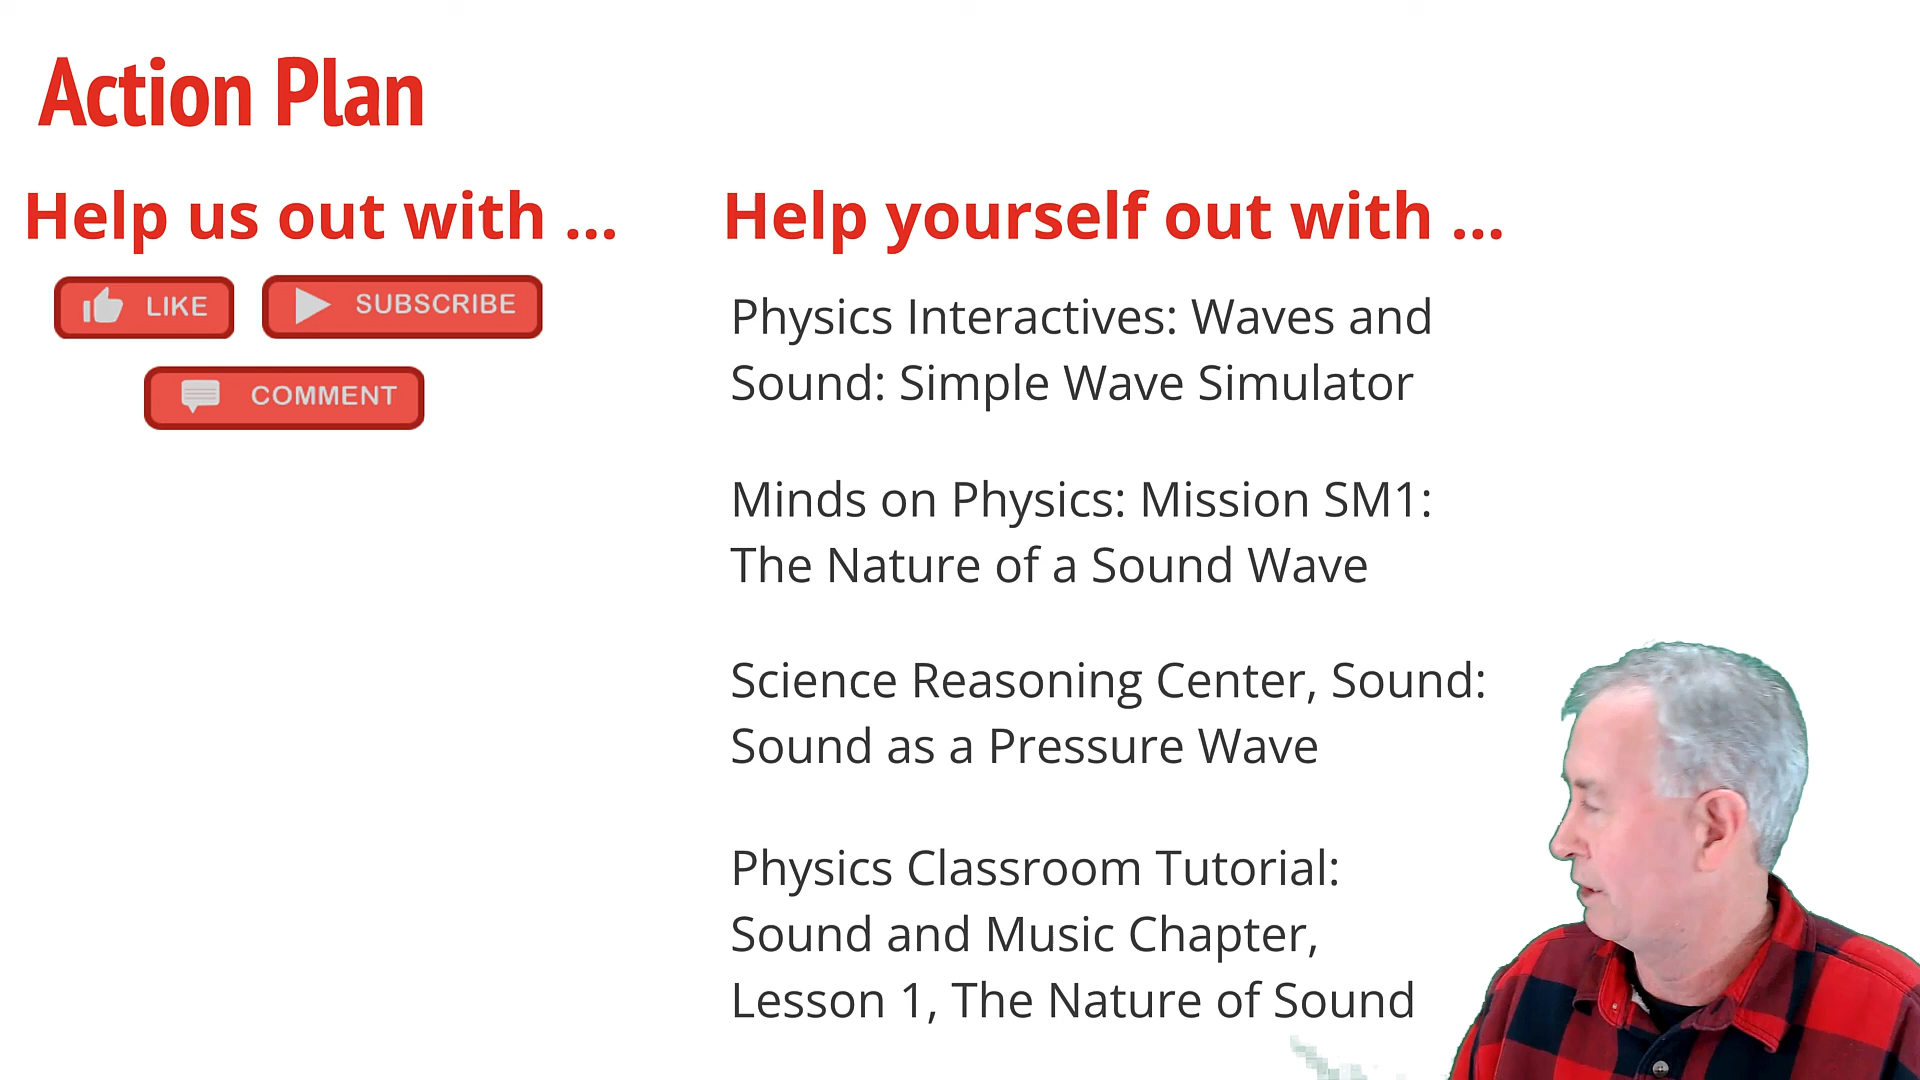 Action Plan
Help us out with ...
LIKE
SUBSCRIBE
COMMENT
Help yourself out with ...
Physics Interactives: Waves and
Sound: Simple Wave Simulator
Minds on Physics: Mission SM1:
The Nature of a Sound Wave
Science Reasoning Center, Sound:
Sound as a Pressure Wave
Physics Classroom Tutorial:
Sound and Music Chapter,
Lesson 1, The Nature of Sound